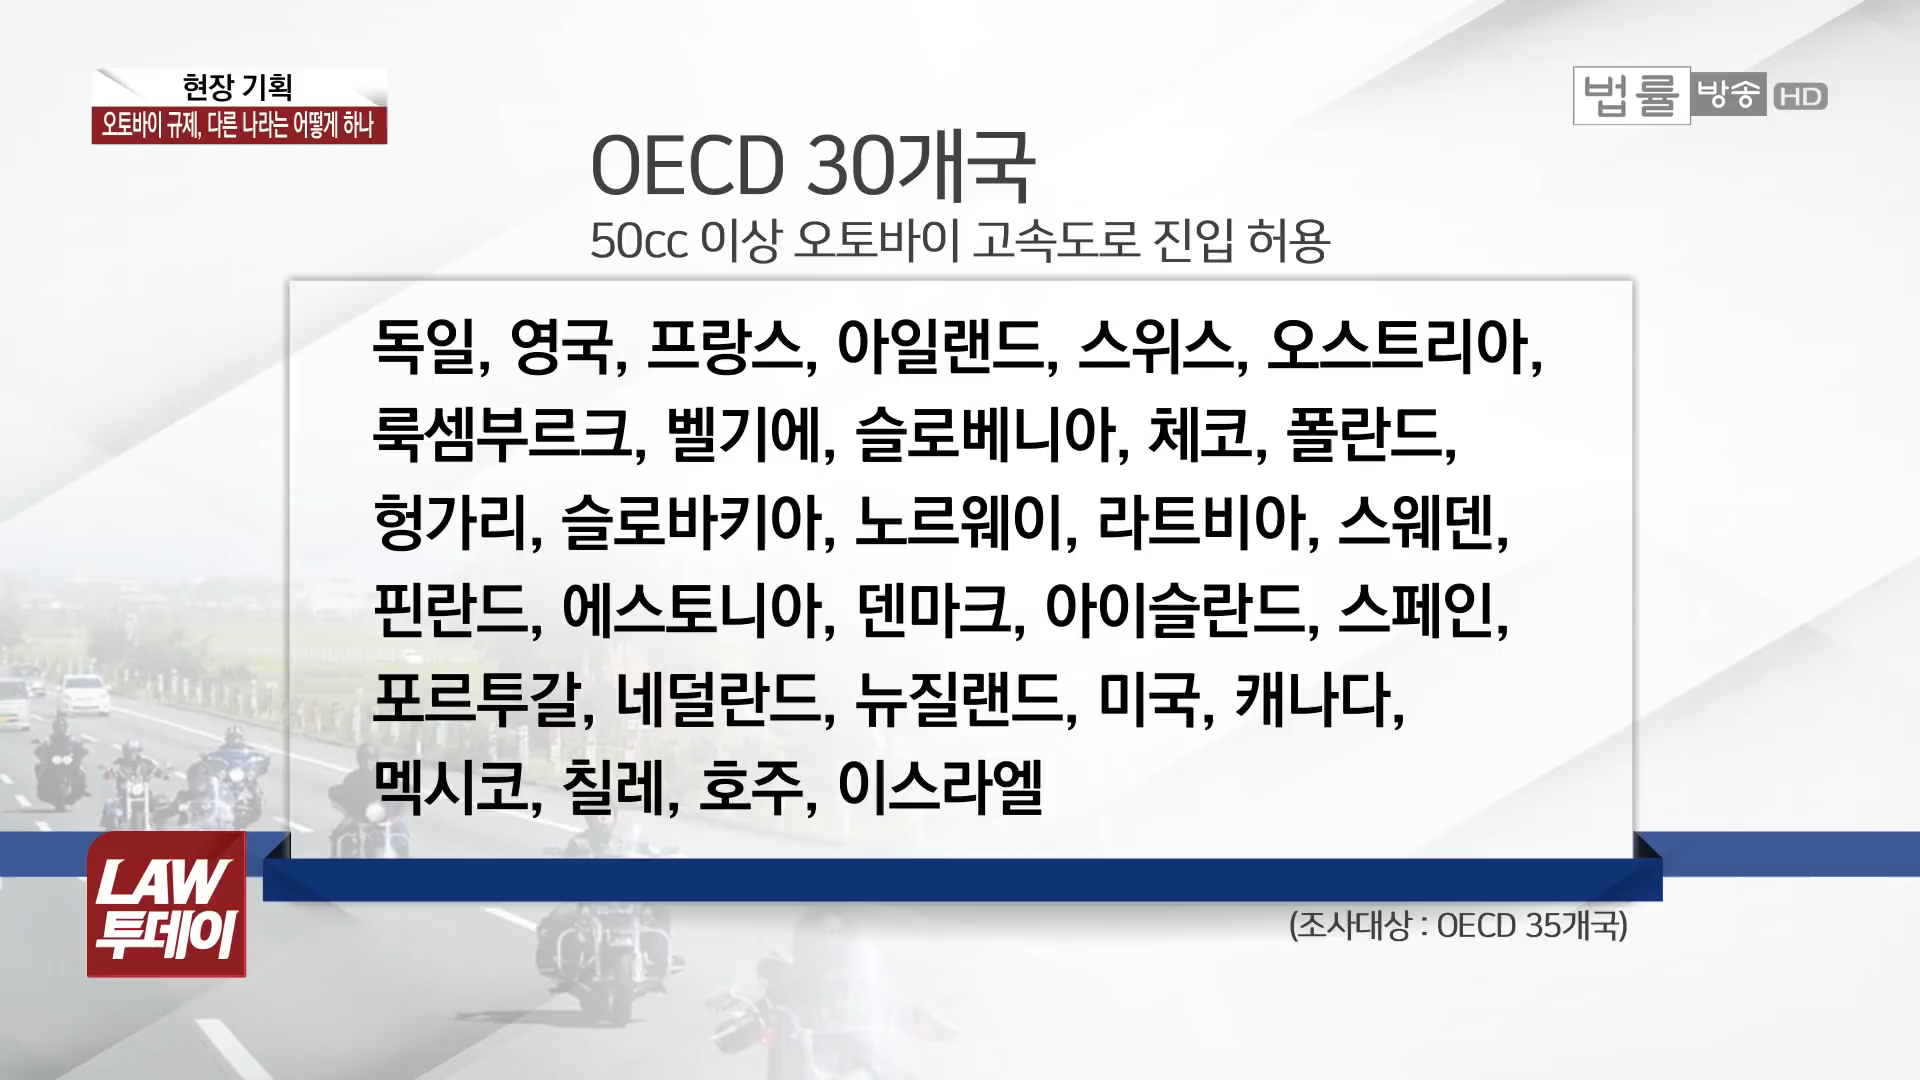 현장 기획
오토바이 규제, 다른 나라는 어떻게 하나
법률방송 HD
OECD 30개국
50cc 이상 오토바이 고속도로 진입 허용
독일, 영국, 프랑스, 아일랜드, 스위스, 오스트리아,
룩셈부르크, 벨기에, 슬로베니아, 체코, 폴란드,
헝가리, 슬로바키아, 노르웨이, 라트비아, 스웨덴,
핀란드, 에스토니아, 덴마크, 아이슬란드, 스페인,
포르투갈, 네덜란드, 뉴질랜드, 미국, 캐나다,
멕시코, 칠레, 호주, 이스라엘
LAW
투데이
(조사대상 : OECD 35개국)